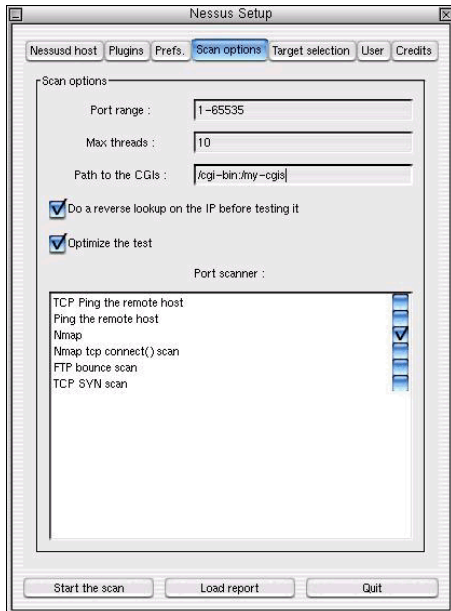 Nessus Setup
Nessusd host Plugins Prefs. Scan options Target selection User Credits
Scan options
Port range : 1-65535
Max threads : 10
Path to the CGIs : /cgi-bin:/my-cgis
Do a reverse lookup on the IP before testing it
Optimize the test
Port scanner :
TCP Ping the remote host
Ping the remote host
Nmap
Nmap tcp connect() scan
FTP bounce scan
TCP SYN scan
Start the scan Load report Quit